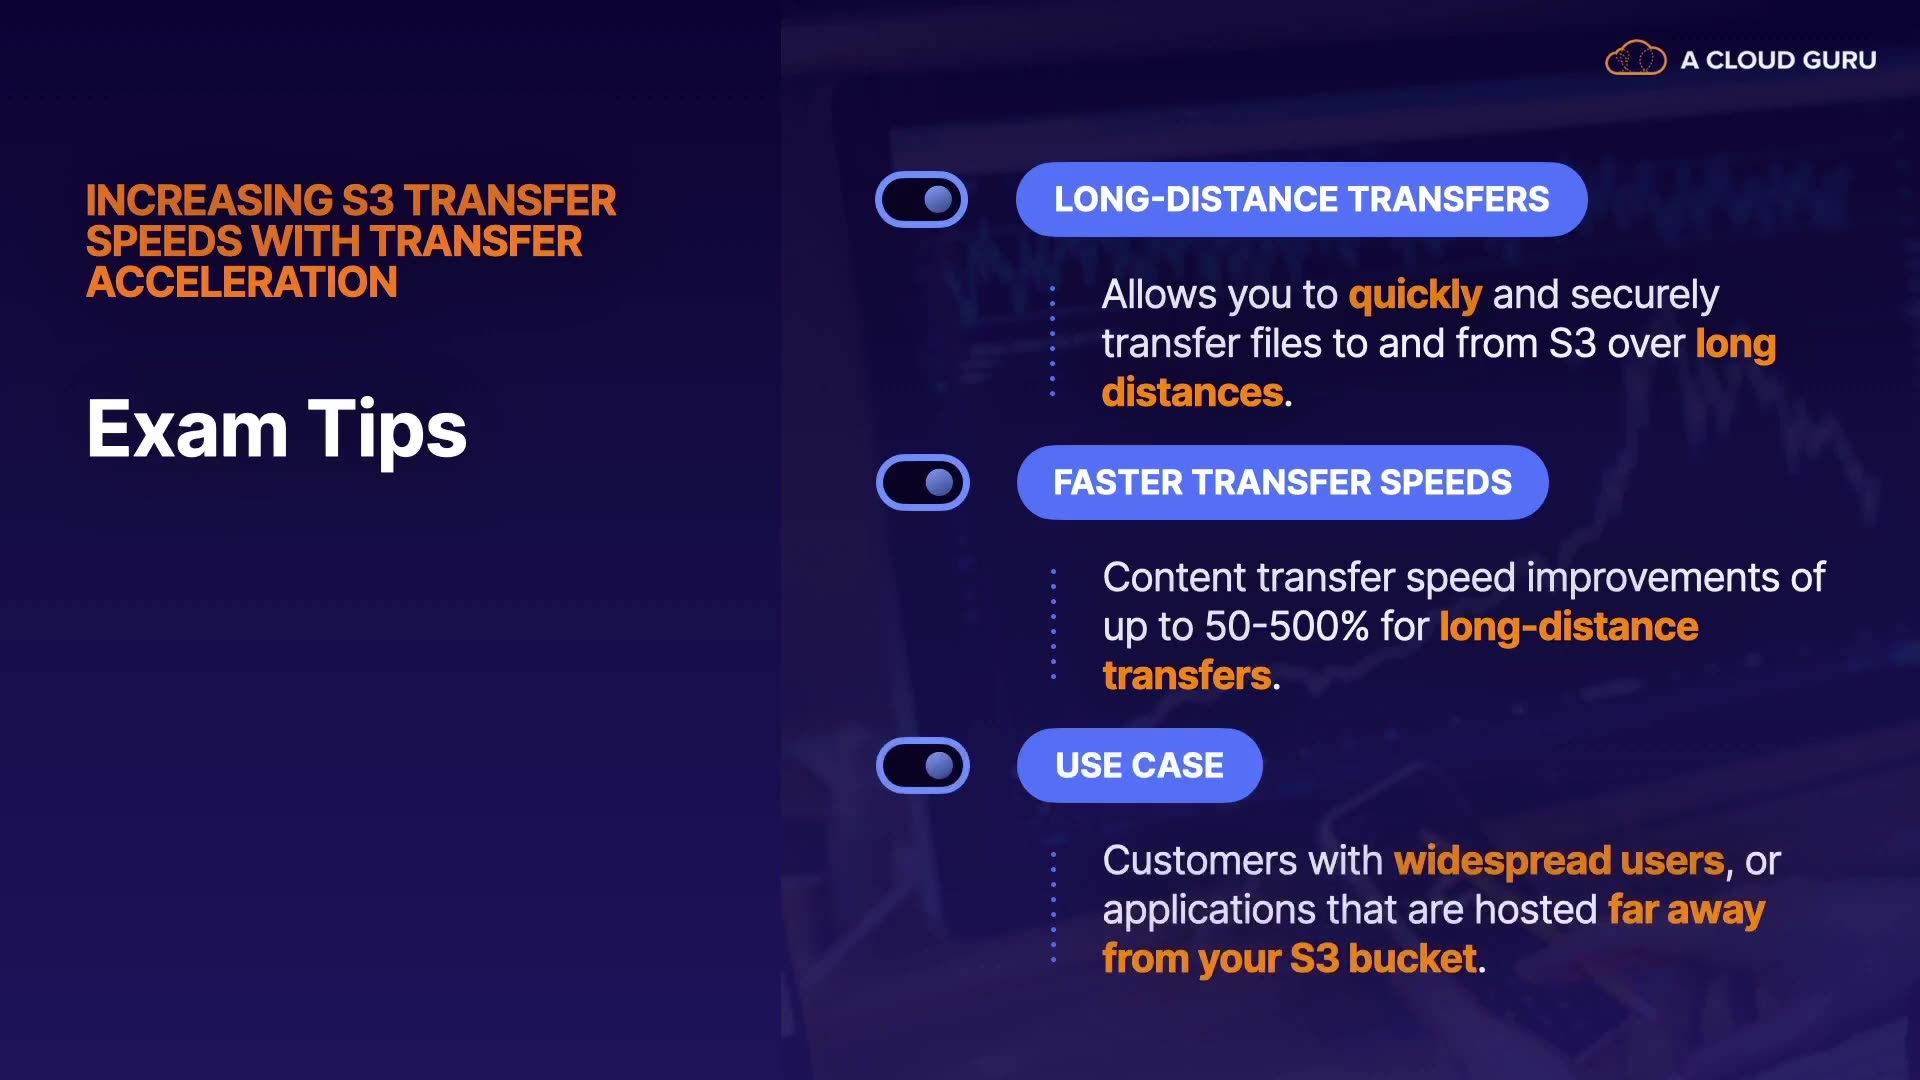 A CLOUD GURU
INCREASING S3 TRANSFER
SPEEDS WITH TRANSFER
ACCELERATION
Exam Tips
LONG-DISTANCE TRANSFERS
Allows you to quickly and securely
transfer files to and from S3 over long
distances.
FASTER TRANSFER SPEEDS
Content transfer speed improvements of
up to 50-500% for long-distance
transfers.
USE CASE
Customers with widespread users, or
applications that are hosted far away
from your S3 bucket.